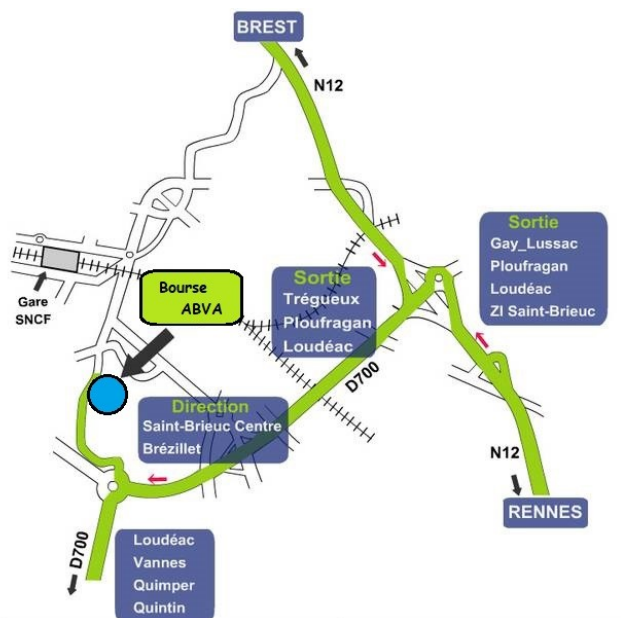 BREST
N12
Sortie
Gay_Lussac
Ploufragan
Loudéac
ZI Saint-Brieuc
Gare
SNCF
Bourse
ABVA
Sortie
Trégueux
Ploufragan
Loudéac
D700
Direction
Saint-Brieuc Centre
Brézillet
N12
RENNES
D700
Loudéac
Vannes
Quimper
Quintin